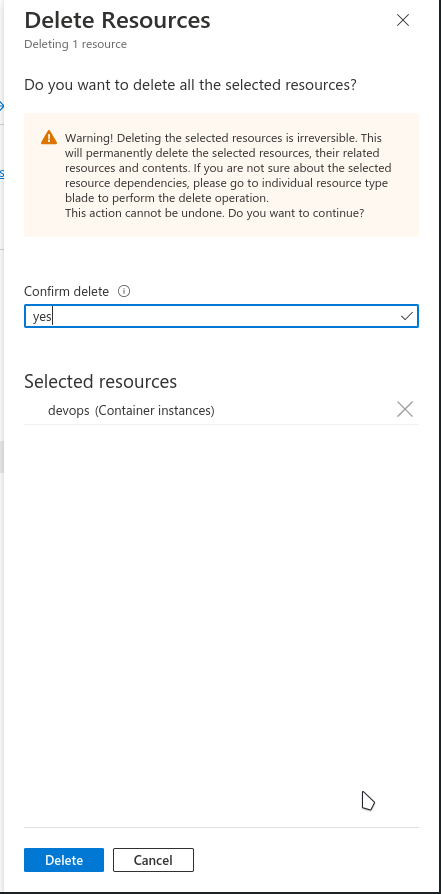 Delete Resources
Deleting 1 resource
Do you want to delete all the selected resources?
Warning! Deleting the selected resources is irreversible. This
will permanently delete the selected resources, their related
resources and contents. If you are not sure about the selected
resource dependencies, please go to individual resource type
blade to perform the delete operation.
This action cannot be undone. Do you want to continue?
Confirm delete
yes
Selected resources
devops (Container instances)
Delete
Cancel